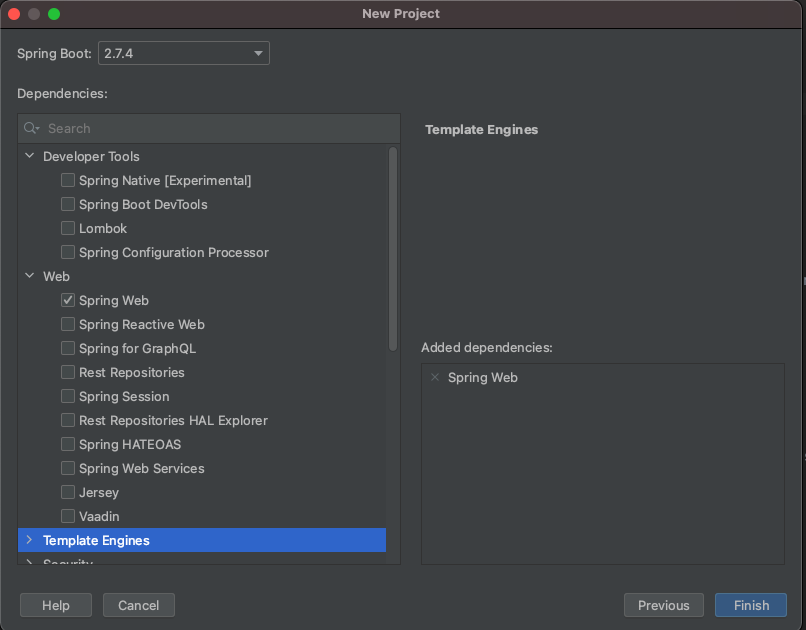 New Project
Spring Boot: 2.7.4
Dependencies:
Search
Developer Tools
Spring Native [Experimental]
Spring Boot DevTools
Lombok
Spring Configuration Processor
Web
Spring Web
Spring Reactive Web
Spring for GraphQL
Rest Repositories
Spring Session
Rest Repositories HAL Explorer
Spring HATEOAS
Spring Web Services
Jersey
Vaadin
Template Engines
Security
Template Engines
Added dependencies:
Spring Web
Help Cancel Previous Finish